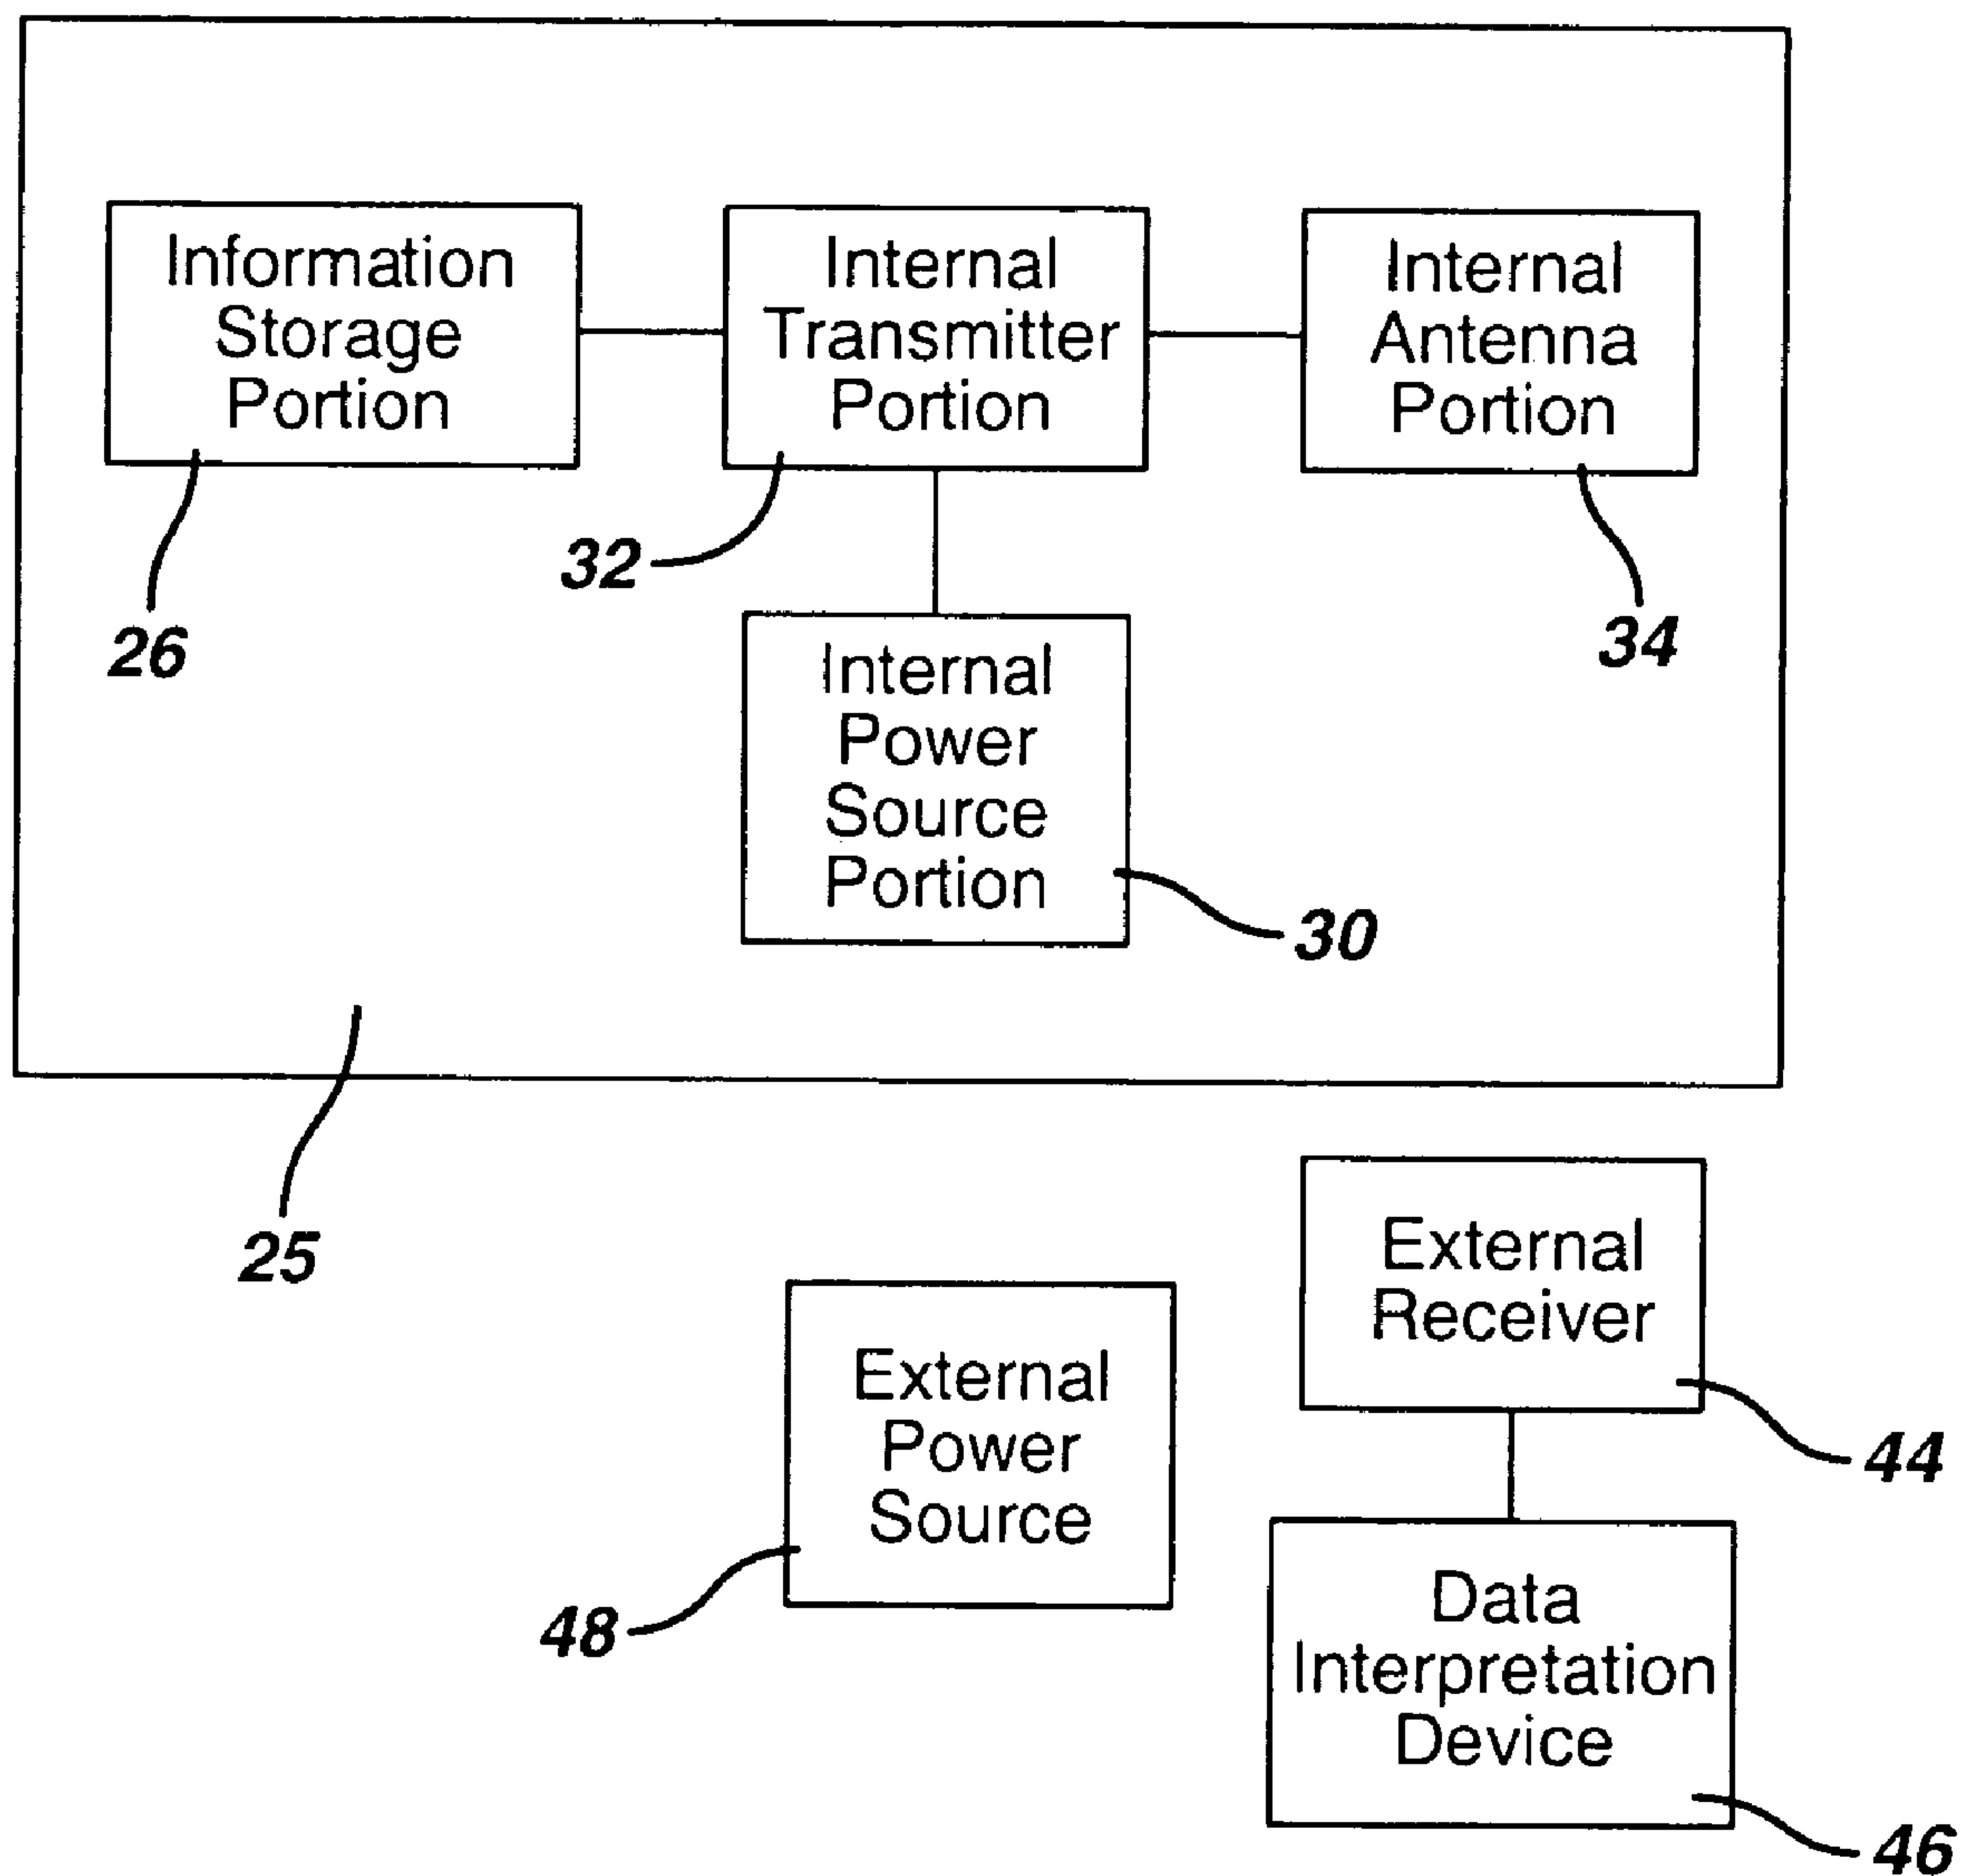 Information
Storage
Portion
Internal
Transmitter
Portion
Internal
Antenna
Portion
32
26
34
Internal
Power
Source
Portion
30
25
External
Receiver
44
External
Power
Source
48
Data
Interpretation
Device
46